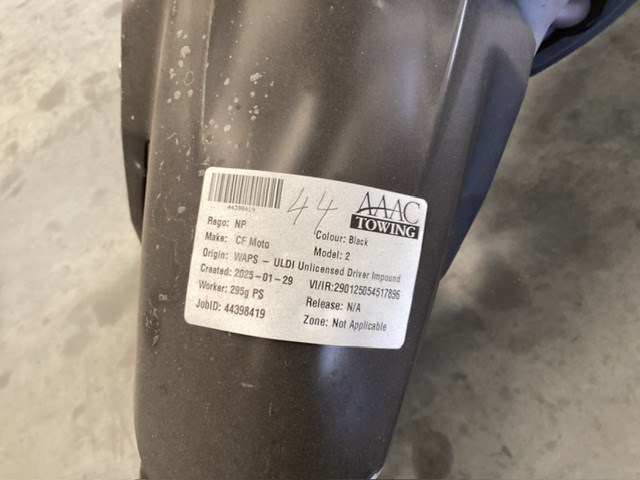 44398419
44
AAAC
TOWING
Rego: NP
Colour: Black
Make: CF Moto
Model: 2
Origin: WAPS - ULDI Unlicensed Driver Impound
Created: 2025-01-29
VI/IR:290125054517896
Worker: 295g PS
Release: N/A
JobID: 44398419
Zone: Not Applicable